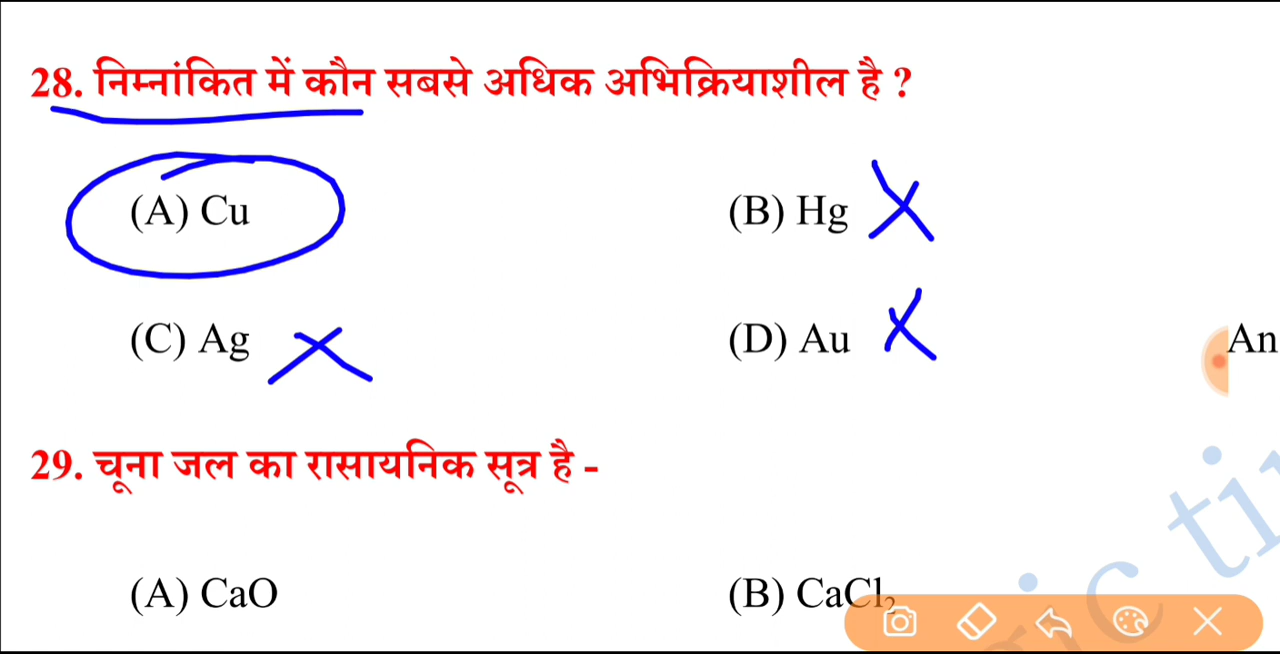 28. निम्नांकित में कौन सबसे अधिक अभिक्रियाशील है ?
(A) Cu (B) Hg
(C) Ag (D) Au An
29. चूना जल का रासायनिक सूत्र है -
(A) CaO (B) CaCl₂